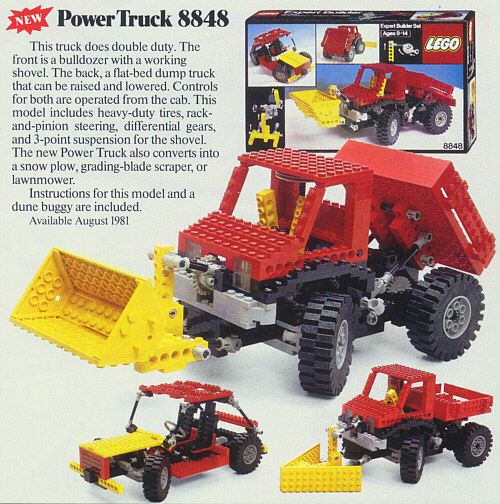 NEW
Power Truck 8848
This truck does double duty. The
front is a bulldozer with a working
shovel. The back, a flat-bed dump truck
that can be raised and lowered. Controls
for both are operated from the cab. This
model includes heavy-duty tires, rack-
and-pinion steering, differential gears,
and 3-point suspension for the shovel.
The new Power Truck also converts into
a snow plow, grading-blade scraper, or
lawnmower.
Instructions for this model and a
dune buggy are included.
Available August 1981
Expert Builder Set
Ages 9-14
LEGO
8848